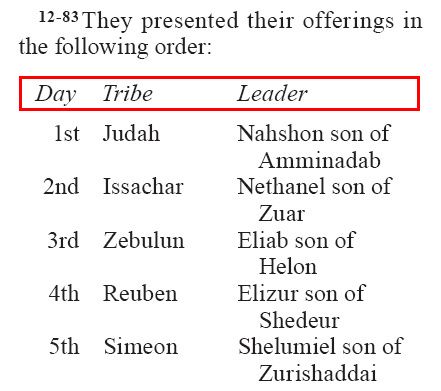 12-83 They presented their offerings in
the following order:
Day Tribe Leader
1st Judah Nahshon son of
Amminadab
2nd Issachar Nethanel son of
Zuar
3rd Zebulun Eliab son of
Helon
4th Reuben Elizur son of
Shedeur
5th Simeon Shelumiel son of
Zurishaddai